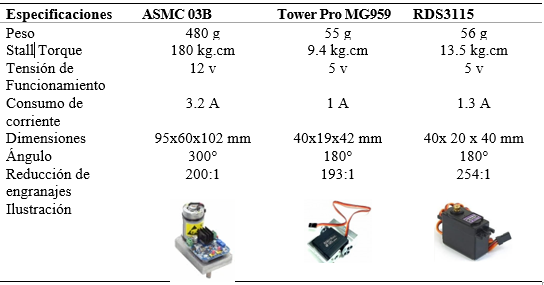 Especificaciones ASMC 03B Tower Pro MG959 RDS3115
Peso 480 g 55 g 56 g
Stall Torque 180 kg.cm 9.4 kg.cm 13.5 kg.cm
Tensión de 12 v 5 v 5 v
Funcionamiento
Consumo de 3.2 A 1 A 1.3 A
corriente
Dimensiones 95x60x102 mm 40x19x42 mm 40x 20 x 40 mm
Ángulo 300° 180° 180°
Reducción de 200:1 193:1 254:1
engranajes
Ilustración